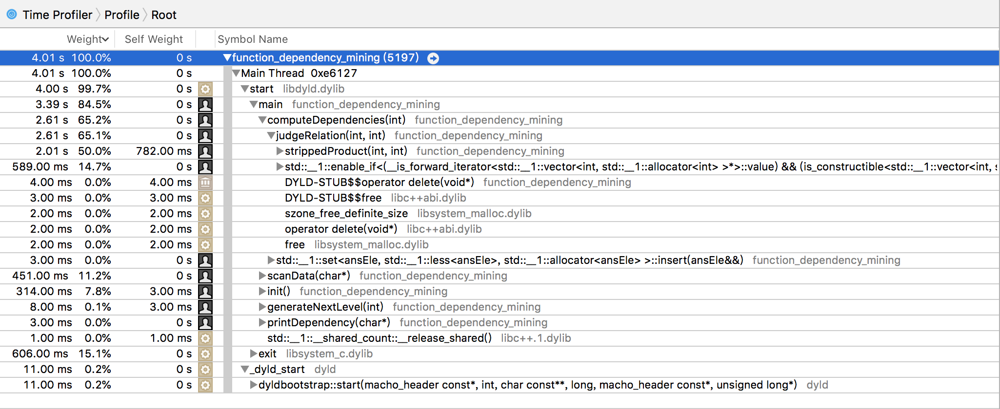 Time Profiler Profile Root
Weight Self Weight Symbol Name
4.01 s 100.0% 0 s function_dependency_mining (5197)
4.01 s 100.0% 0 s Main Thread 0xe6127
4.00 s 99.7% 0 s start libdyld.dylib
3.39 s 84.5% 0 s main function_dependency_mining
2.61 s 65.2% 0 s computeDependencies(int) function_dependency_mining
2.61 s 65.1% 0 s judgeRelation(int, int) function_dependency_mining
2.01 s 50.0% 782.00 ms strippedProduct(int, int) function_dependency_mining
589.00 ms 14.7% 0 s std::__1::enable_if<(__is_forward_iterator<std::__1::vector<int, std::__1::allocator<int> >*>::value) && (is_constructible<std::__1::vector<int, s
4.00 ms 0.0% 4.00 ms DYLD-STUB$$operator delete(void*) function_dependency_mining
3.00 ms 0.0% 3.00 ms DYLD-STUB$$free libc++abi.dylib
2.00 ms 0.0% 2.00 ms szone_free_definite_size libsystem_malloc.dylib
2.00 ms 0.0% 2.00 ms operator delete(void*) libc++abi.dylib
2.00 ms 0.0% 2.00 ms free libsystem_malloc.dylib
3.00 ms 0.0% 0 s std::__1::set<ansEle, std::__1::less<ansEle>, std::__1::allocator<ansEle> >::insert(ansEle&&) function_dependency_mining
451.00 ms 11.2% 0 s scanData(char*) function_dependency_mining
314.00 ms 7.8% 3.00 ms init() function_dependency_mining
8.00 ms 0.1% 3.00 ms generateNextLevel(int) function_dependency_mining
3.00 ms 0.0% 0 s printDependency(char*) function_dependency_mining
1.00 ms 0.0% 1.00 ms std::__1::__shared_count::__release_shared() libc++.1.dylib
606.00 ms 15.1% 0 s exit libsystem_c.dylib
11.00 ms 0.2% 0 s _dyld_start dyld
11.00 ms 0.2% 0 s dyldbootstrap::start(macho_header const*, int, char const**, long, macho_header const*, unsigned long*) dyld